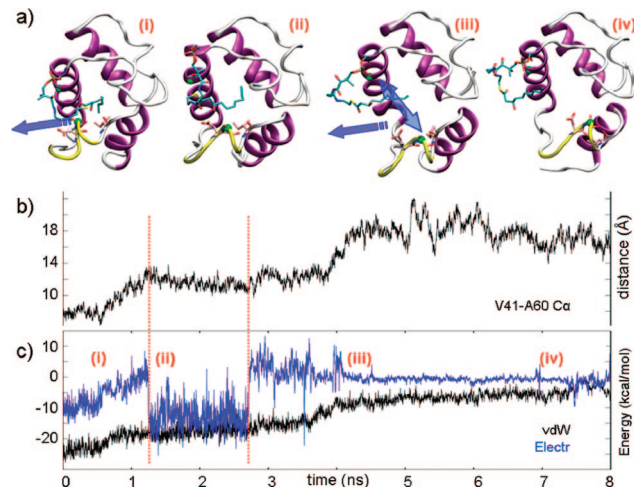 a) (i) (ii) (iii) (iv)
b)
18
14
10
distance (Å)
V41-A60 Cα
c)
10
0
-10
-20
(i) (ii) (iii) (iv)
Energy (kcal/mol)
vdW
Electr
0 1 2 3 4 5 6 7 8
time (ns)